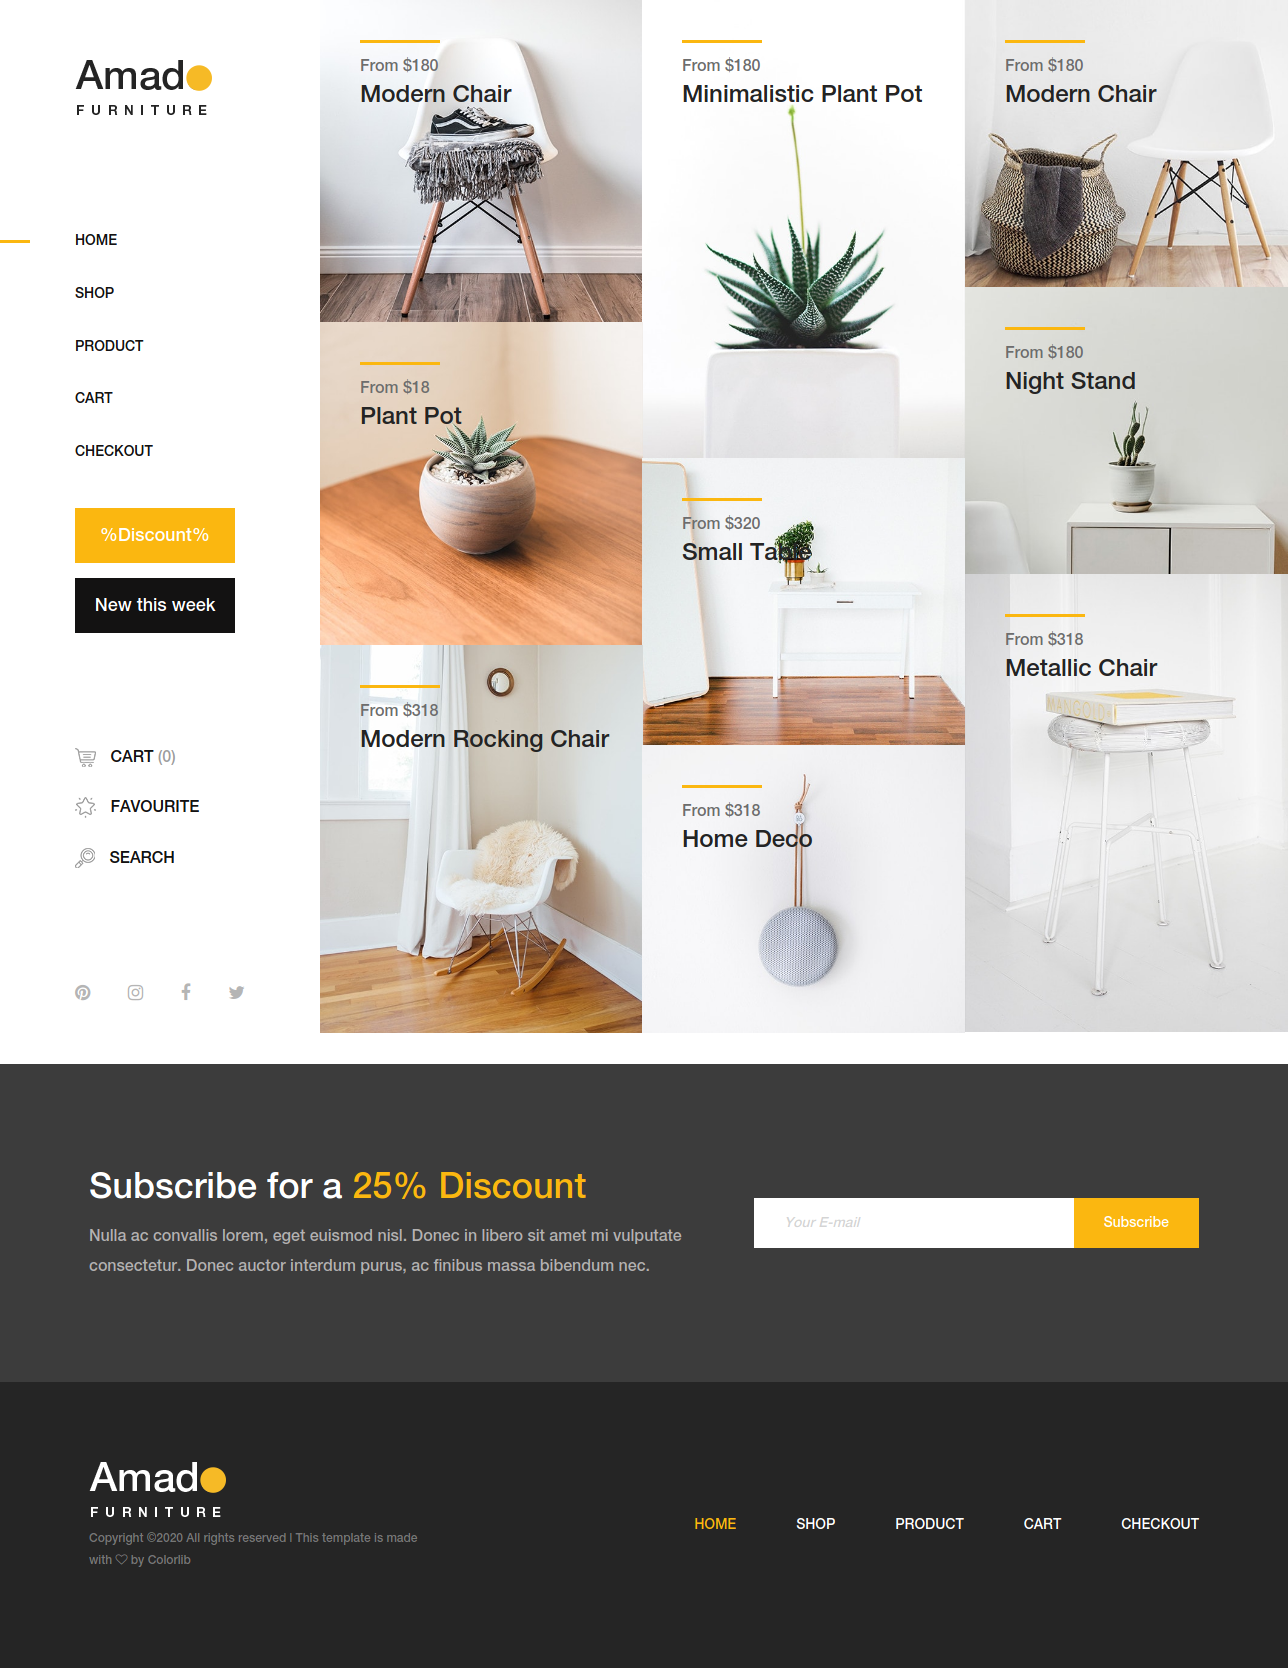 Amado
FURNITURE
HOME
SHOP
PRODUCT
CART
CHECKOUT
%Discount%
New this week
CART (0)
FAVOURITE
SEARCH
From $180
Modern Chair
From $18
Plant Pot
From $318
Modern Rocking Chair
From $180
Minimalistic Plant Pot
From $320
Small Table
From $318
Home Deco
From $180
Modern Chair
From $180
Night Stand
From $318
Metallic Chair
Subscribe for a 25% Discount
Nulla ac convallis lorem, eget euismod nisl. Donec in libero sit amet mi vulputate
consectetur. Donec auctor interdum purus, ac finibus massa bibendum nec.
Your E-mail
Subscribe
Amado
FURNITURE
Copyright ©2020 All rights reserved | This template is made
with ♡ by Colorlib
HOME
SHOP
PRODUCT
CART
CHECKOUT